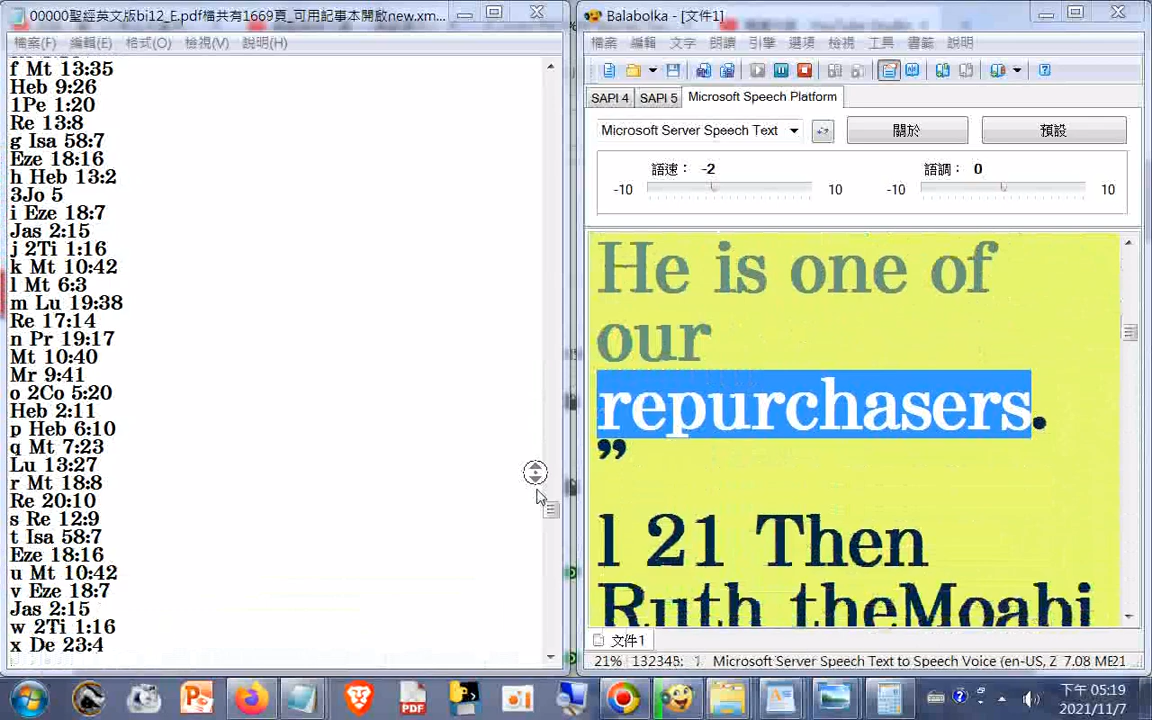 00000聖經英文版bi12_E.pdf檔共有1669頁_可用記事本開啟new.xm...
檔案(F) 編輯(E) 格式(O) 檢視(V) 說明(H)
f Mt 13:35
Heb 9:26
1Pe 1:20
Re 13:8
g Isa 58:7
Eze 18:16
h Heb 13:2
3Jo 5
i Eze 18:7
Jas 2:15
j 2Ti 1:16
k Mt 10:42
l Mt 6:3
m Lu 19:38
Re 17:14
n Pr 19:17
Mt 10:40
Mr 9:41
o 2Co 5:20
Heb 2:11
p Heb 6:10
q Mt 7:23
Lu 13:27
r Mt 18:8
Re 20:10
s Re 12:9
t Isa 58:7
Eze 18:16
u Mt 10:42
v Eze 18:7
Jas 2:15
w 2Ti 1:16
x De 23:4
Balabolka - [文件1]
檔案 編輯 文字 朗讀 引擎 選項 檢視 工具 書籤 說明
SAPI 4 SAPI 5 Microsoft Speech Platform
Microsoft Server Speech Text 關於 預設
語速： -2 語調： 0
-10 10 -10 10
He is one of
our
repurchasers.
”
l 21 Then
Ruth theMoabi
文件1
21% 132345: 1 Microsoft Server Speech Text to Speech Voice (en-US, Z 7.08 ME21
PDF
下午 05:19
2021/11/7